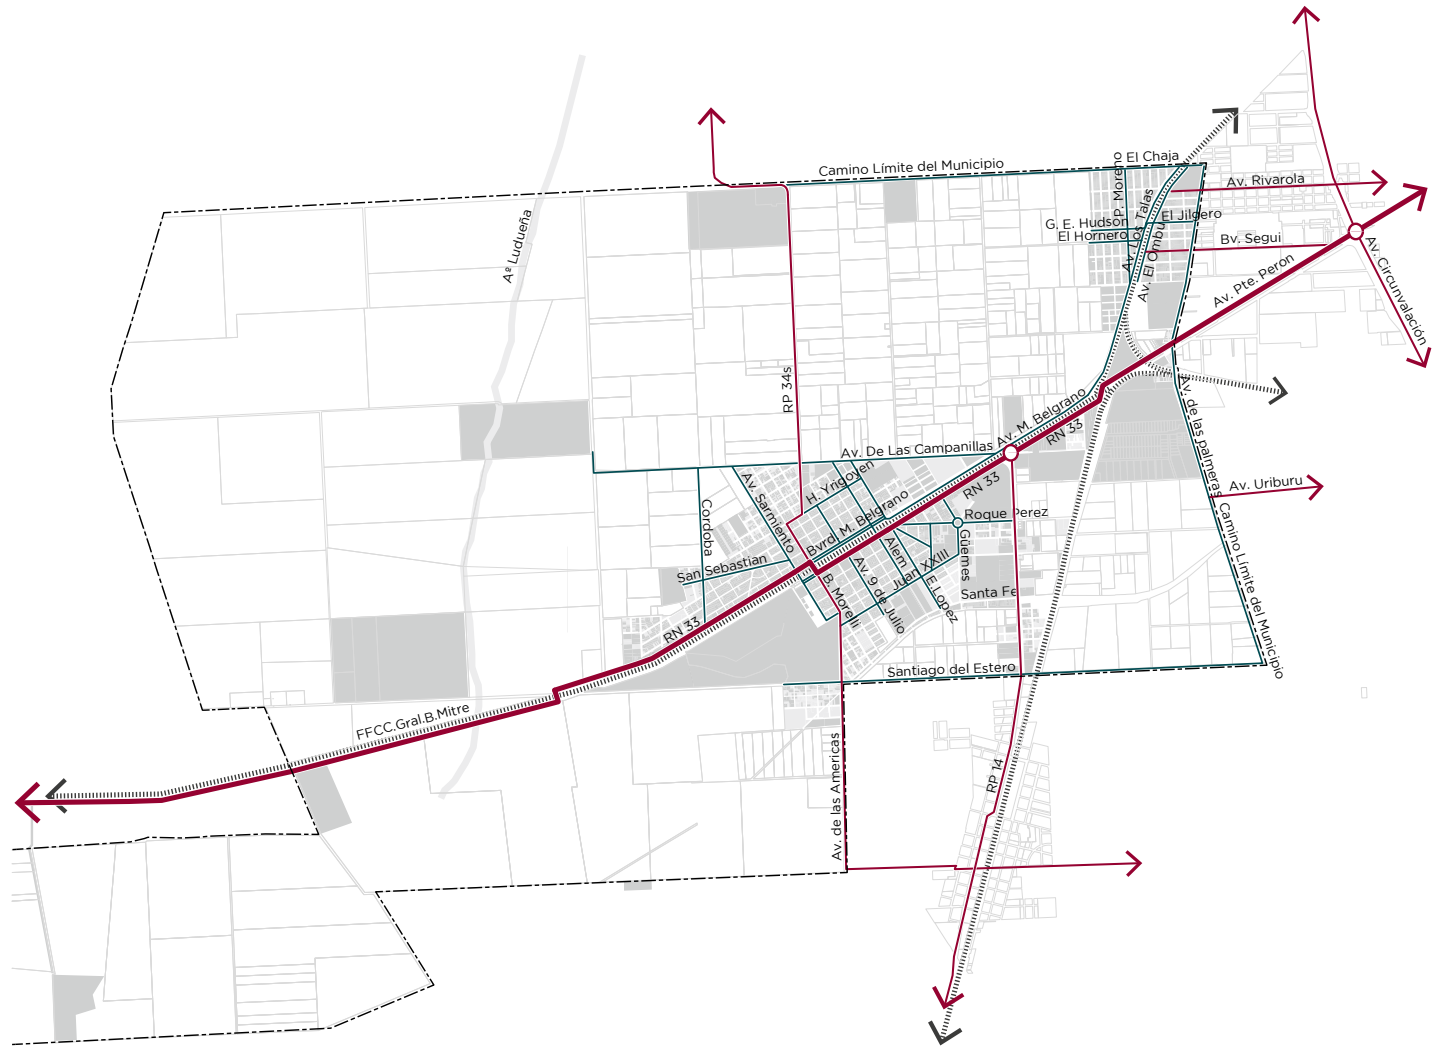 Camino Límite del Municipio
El Chaja
P. Moreno
Av. Rivarola
Av. Los Talas
El Jilgero
G. E. Hudson
El Hornero
Av. El Ombu
Bv. Segui
Av. Circunvalación
Av. Pte. Peron
Aº Ludueña
RP 34s
Av. M. Belgrano
RN 33
Av. de las palmeras
Av. De Las Campanillas
H. Yrigoyen
Av. Sarmiento
RN 33
Av. Uriburu
Cordoba
Bvrd. M. Belgrano
Roque Perez
Camino Límite del Municipio
San Sebastian
Alem
Güemes
Av. 9 de Julio
Juan XXIII
B. Morelli
E. Lopez
Santa Fe
RN 33
Santiago del Estero
FFCC.Gral.B.Mitre
Av. de las Americas
RP 14